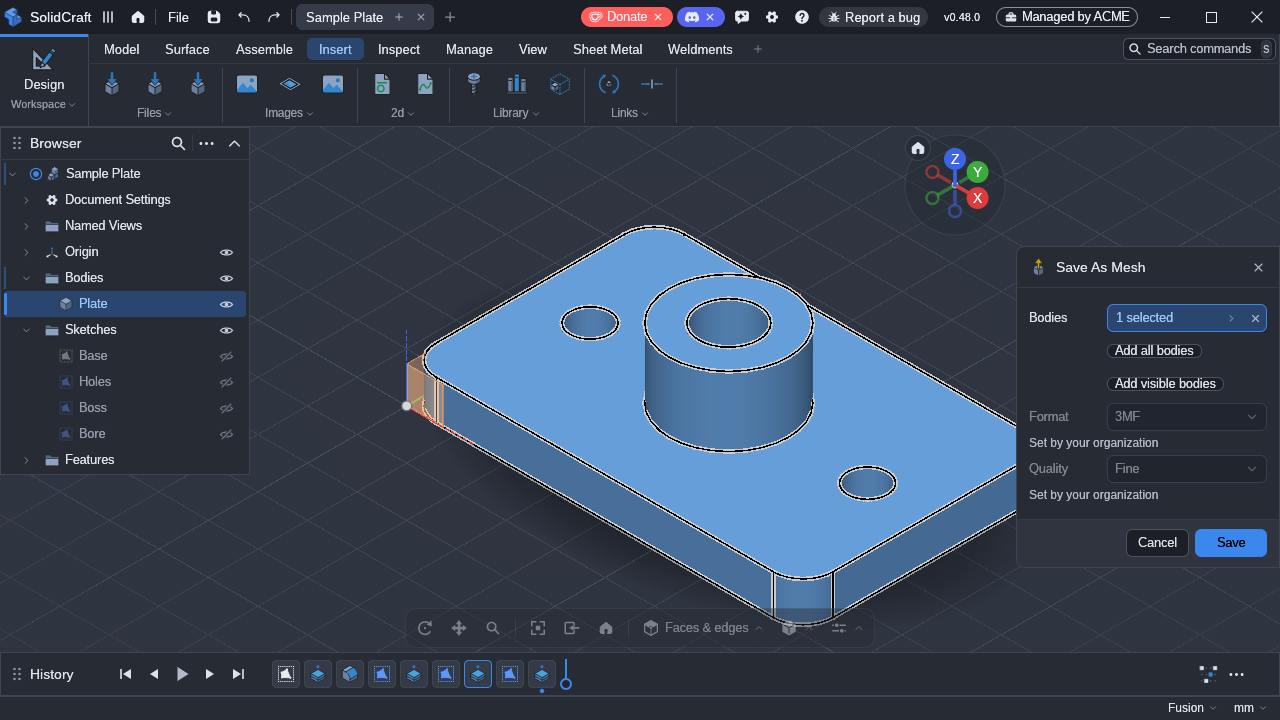 SolidCraft
File
Sample Plate
Donate
Report a bug
v0.48.0
Managed by ACME
Design
Workspace
Model
Surface
Assemble
Insert
Inspect
Manage
View
Sheet Metal
Weldments
Search commands
S
Files
Images
2d
Library
Links
Browser
Sample Plate
Document Settings
Named Views
Origin
Bodies
Plate
Sketches
Base
Holes
Boss
Bore
Features
Z
Y
X
Save As Mesh
Bodies
1 selected
Add all bodies
Add visible bodies
Format
3MF
Set by your organization
Quality
Fine
Set by your organization
Cancel
Save
Faces & edges
History
Fusion
mm